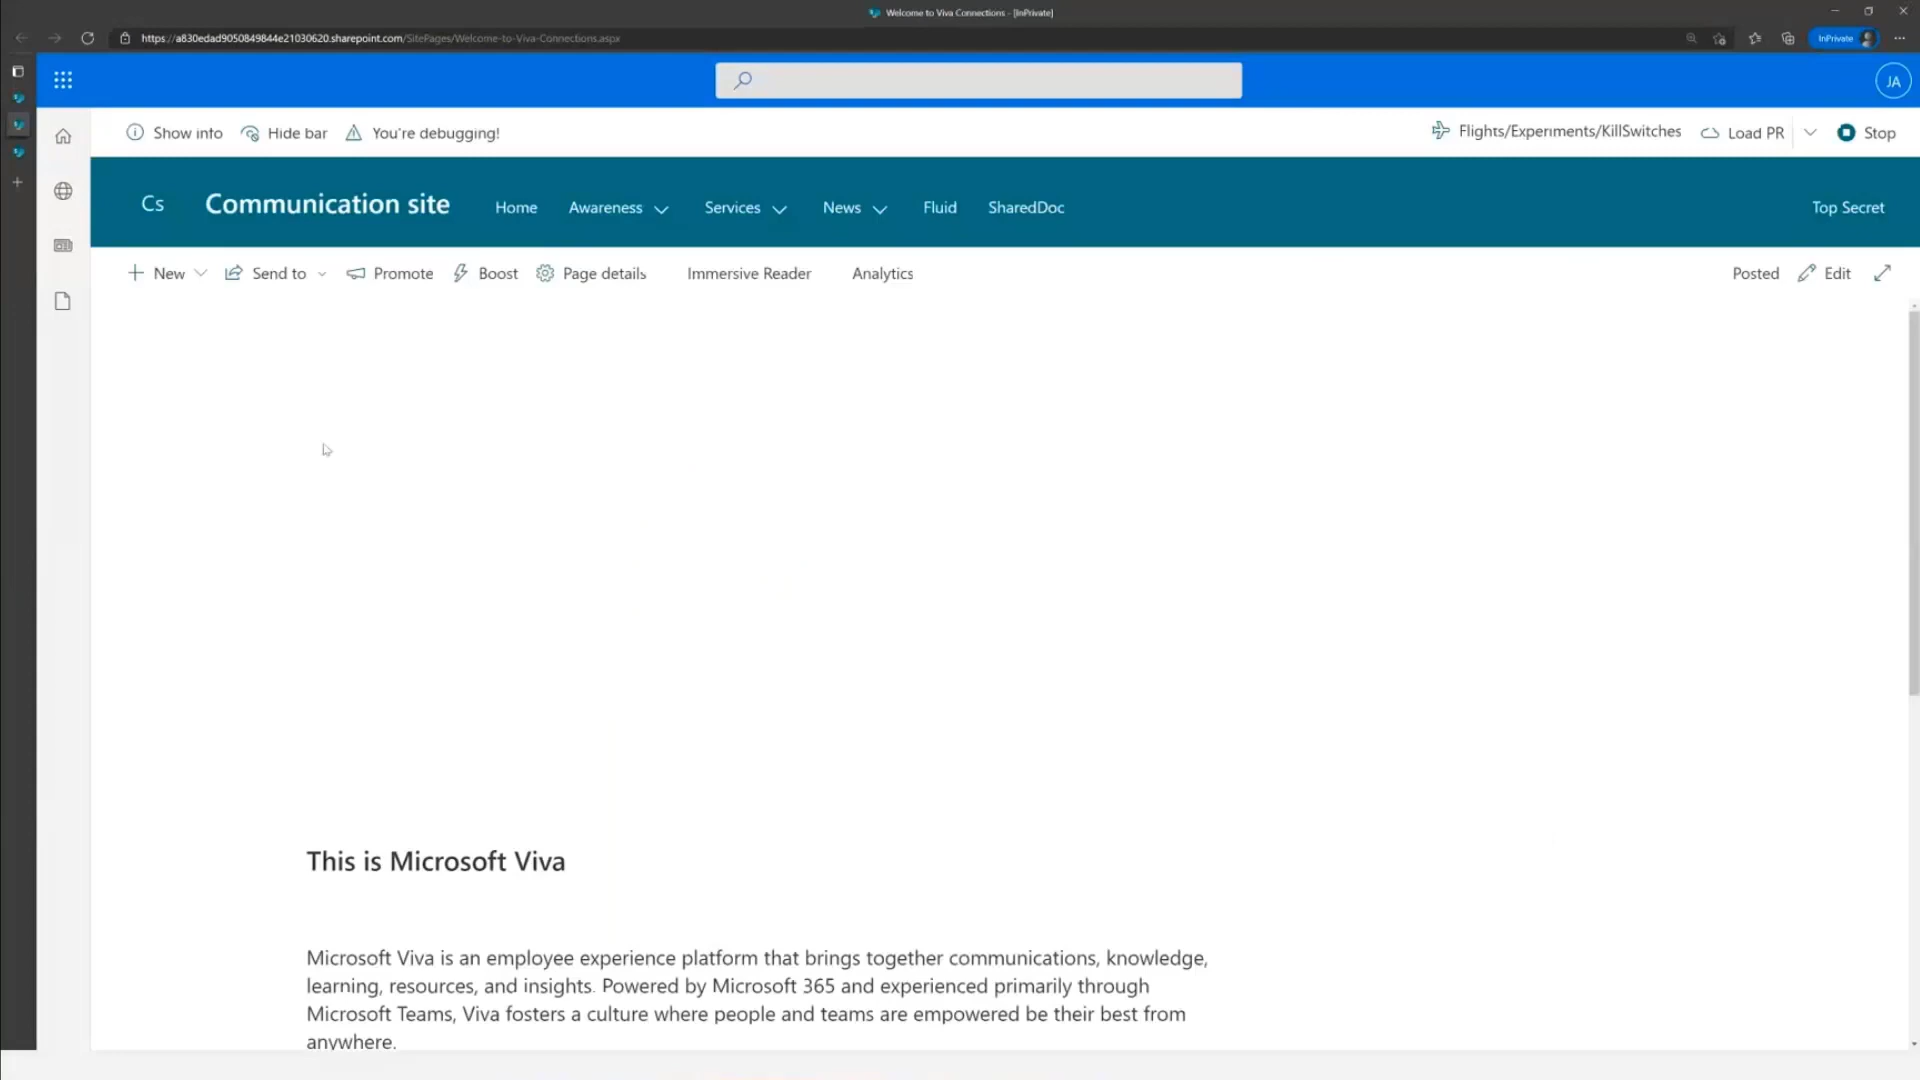 Welcome to Viva Connections - [InPrivate]
https://a830edad9050849844e21030620.sharepoint.com/SitePages/Welcome-to-Viva-Connections.aspx
InPrivate
JA
Show info Hide bar You're debugging! Flights/Experiments/KillSwitches Load PR Stop
Cs Communication site Home Awareness Services News Fluid SharedDoc Top Secret
New Send to Promote Boost Page details Immersive Reader Analytics Posted Edit
This is Microsoft Viva
Microsoft Viva is an employee experience platform that brings together communications, knowledge,
learning, resources, and insights. Powered by Microsoft 365 and experienced primarily through
Microsoft Teams, Viva fosters a culture where people and teams are empowered be their best from
anywhere.